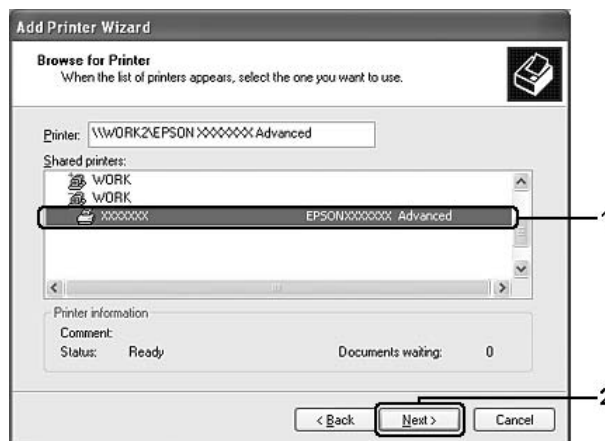 Add Printer Wizard
Browse for Printer
When the list of printers appears, select the one you want to use.
Printer: \\WORK2\EPSON XXXXXXX Advanced
Shared printers:
WORK
WORK
XXXXXXX EPSONXXXXXXX Advanced
1
Printer information
Comment:
Status: Ready Documents waiting: 0
2
< Back Next > Cancel